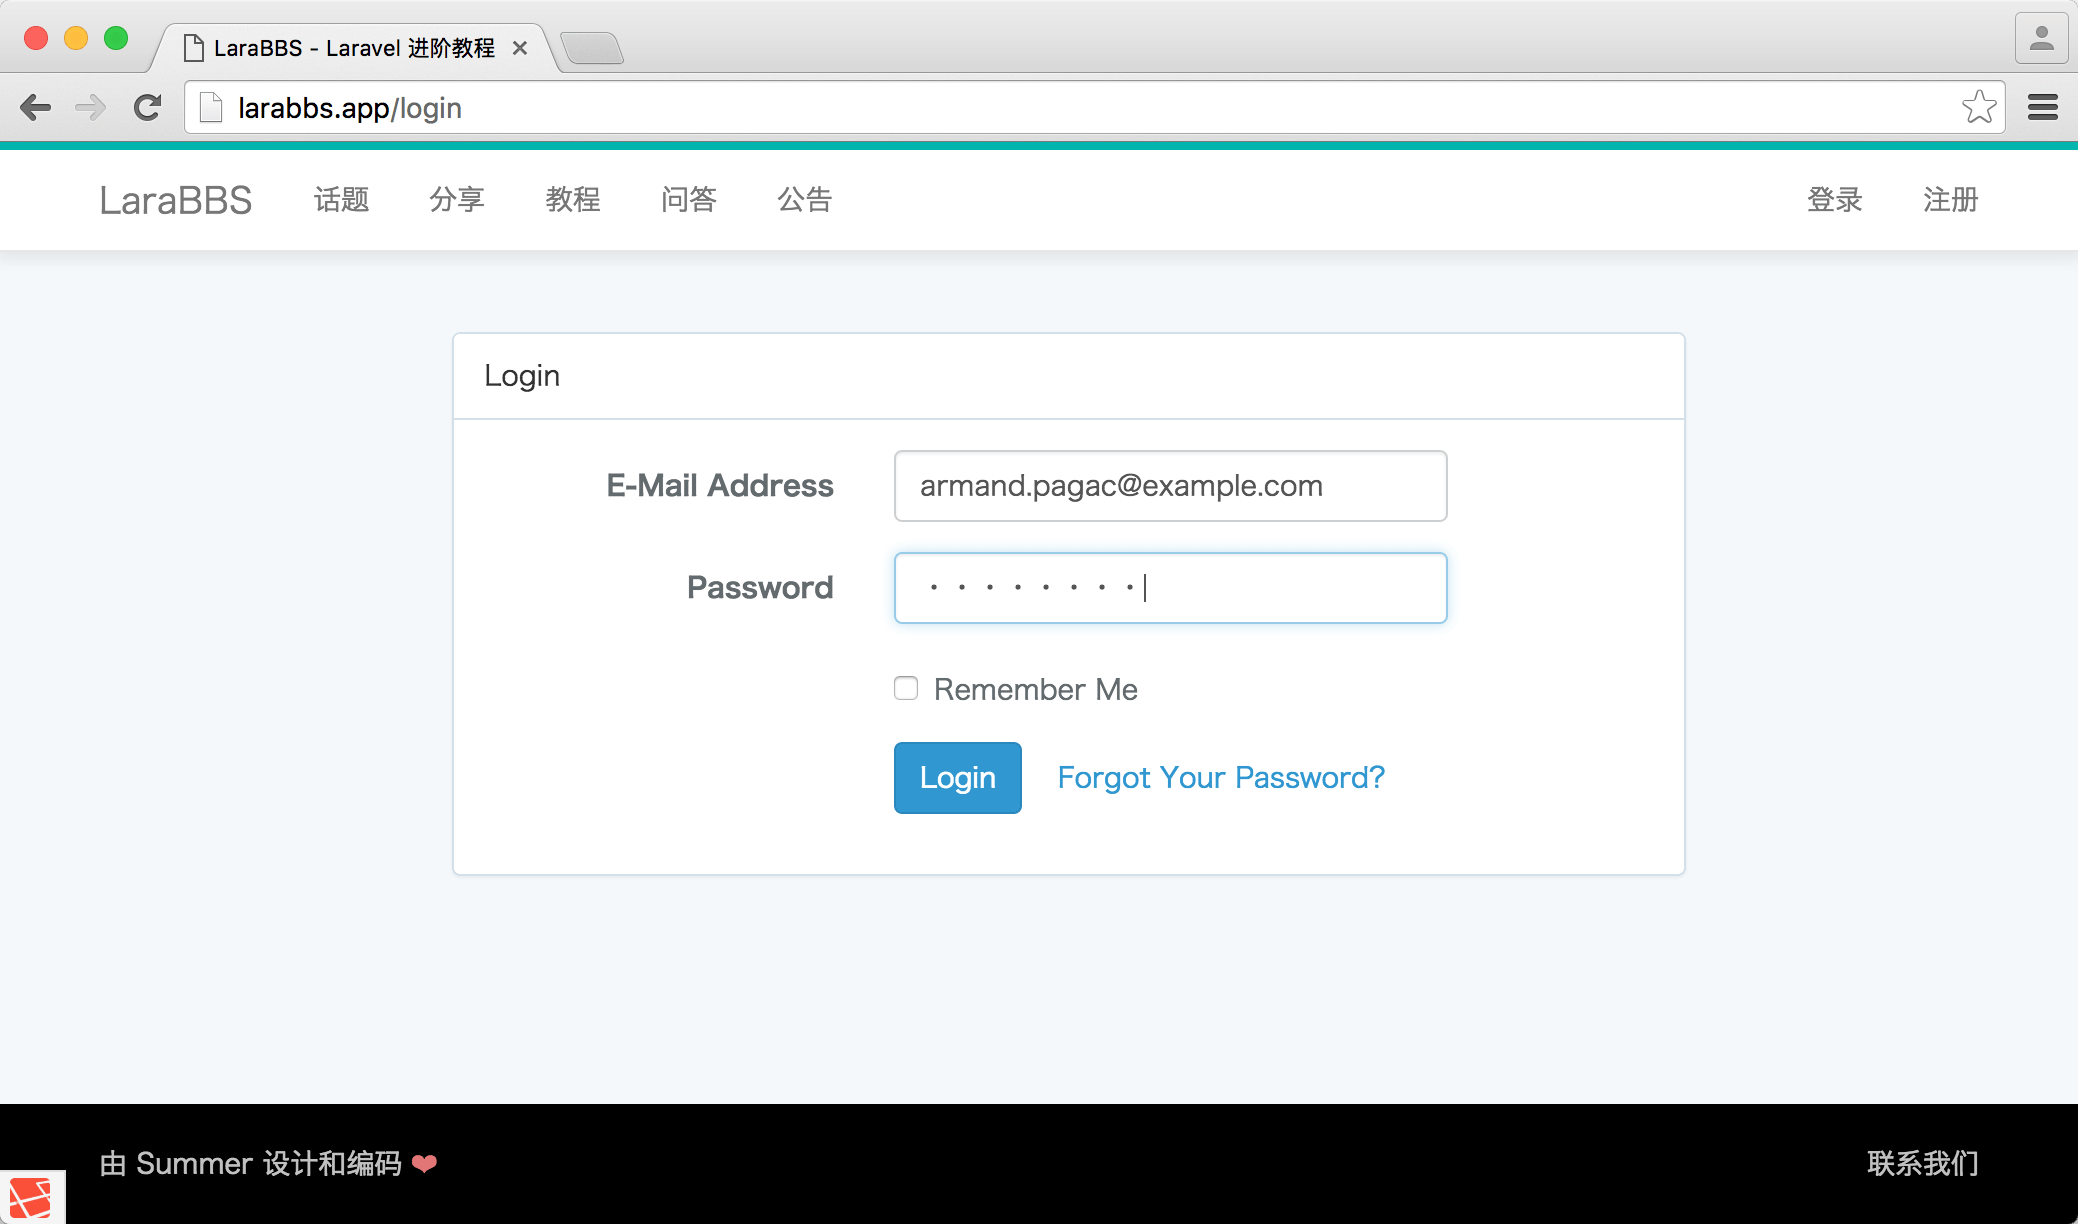 LaraBBS - Laravel 进阶教程
larabbs.app/login
LaraBBS 话题 分享 教程 问答 公告 登录 注册
Login
E-Mail Address armand.pagac@example.com
Password ········
Remember Me
Login Forgot Your Password?
由 Summer 设计和编码 ❤ 联系我们